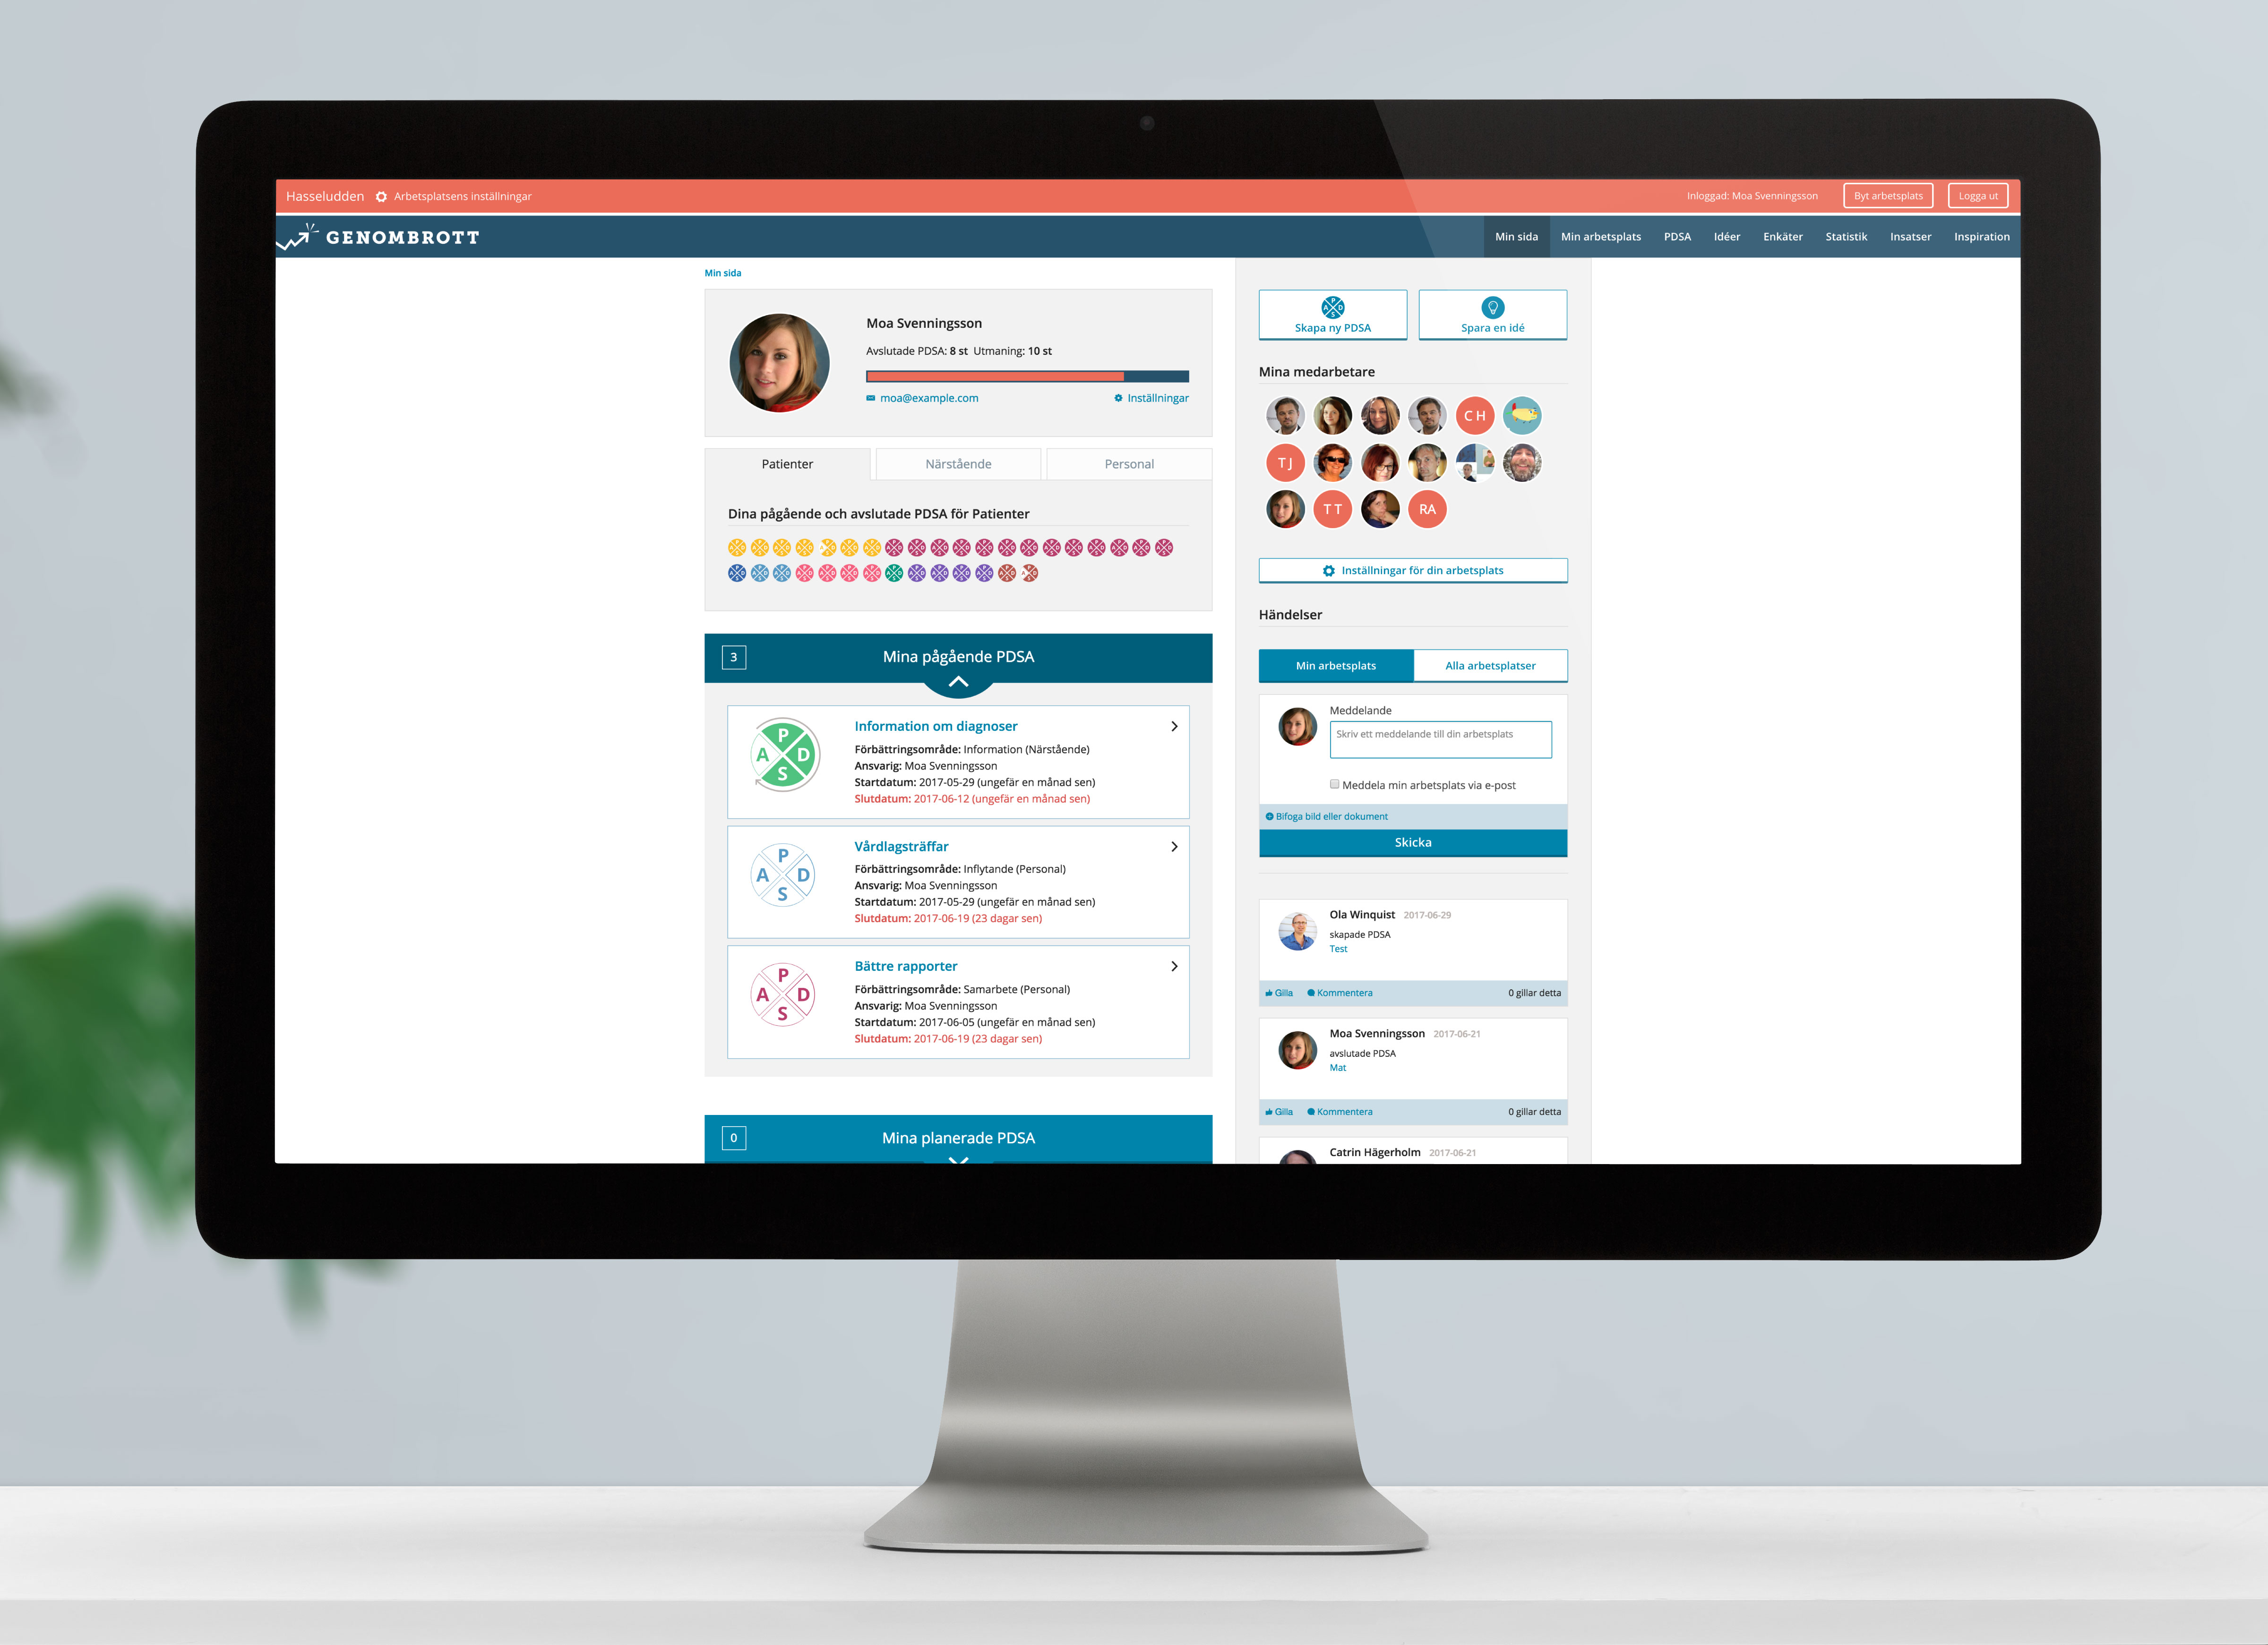 Hasseludden Arbetsplatsens inställningar Inloggad: Moa Svenningsson Byt arbetsplats Logga ut
GENOMBROTT Min sida Min arbetsplats PDSA Idéer Enkäter Statistik Insatser Inspiration
Min sida
Moa Svenningsson
Avslutade PDSA: 8 st Utmaning: 10 st
moa@example.com Inställningar
Patienter Närstående Personal
Dina pågående och avslutade PDSA för Patienter
3 Mina pågående PDSA
P
A D
S
Information om diagnoser
Förbättringsområde: Information (Närstående)
Ansvarig: Moa Svenningsson
Startdatum: 2017-05-29 (ungefär en månad sen)
Slutdatum: 2017-06-12 (ungefär en månad sen)
P
A D
S
Vårdlagsträffar
Förbättringsområde: Inflytande (Personal)
Ansvarig: Moa Svenningsson
Startdatum: 2017-05-29 (ungefär en månad sen)
Slutdatum: 2017-06-19 (23 dagar sen)
P
A D
S
Bättre rapporter
Förbättringsområde: Samarbete (Personal)
Ansvarig: Moa Svenningsson
Startdatum: 2017-06-05 (ungefär en månad sen)
Slutdatum: 2017-06-19 (23 dagar sen)
0 Mina planerade PDSA
P
A D
S
Skapa ny PDSA Spara en idé
Mina medarbetare
C H
T J
T T RA
Inställningar för din arbetsplats
Händelser
Min arbetsplats Alla arbetsplatser
Meddelande
Skriv ett meddelande till din arbetsplats
Meddela min arbetsplats via e-post
Bifoga bild eller dokument
Skicka
Ola Winquist 2017-06-29
skapade PDSA
Test
Gilla Kommentera 0 gillar detta
Moa Svenningsson 2017-06-21
avslutade PDSA
Mat
Gilla Kommentera 0 gillar detta
Catrin Hägerholm 2017-06-21